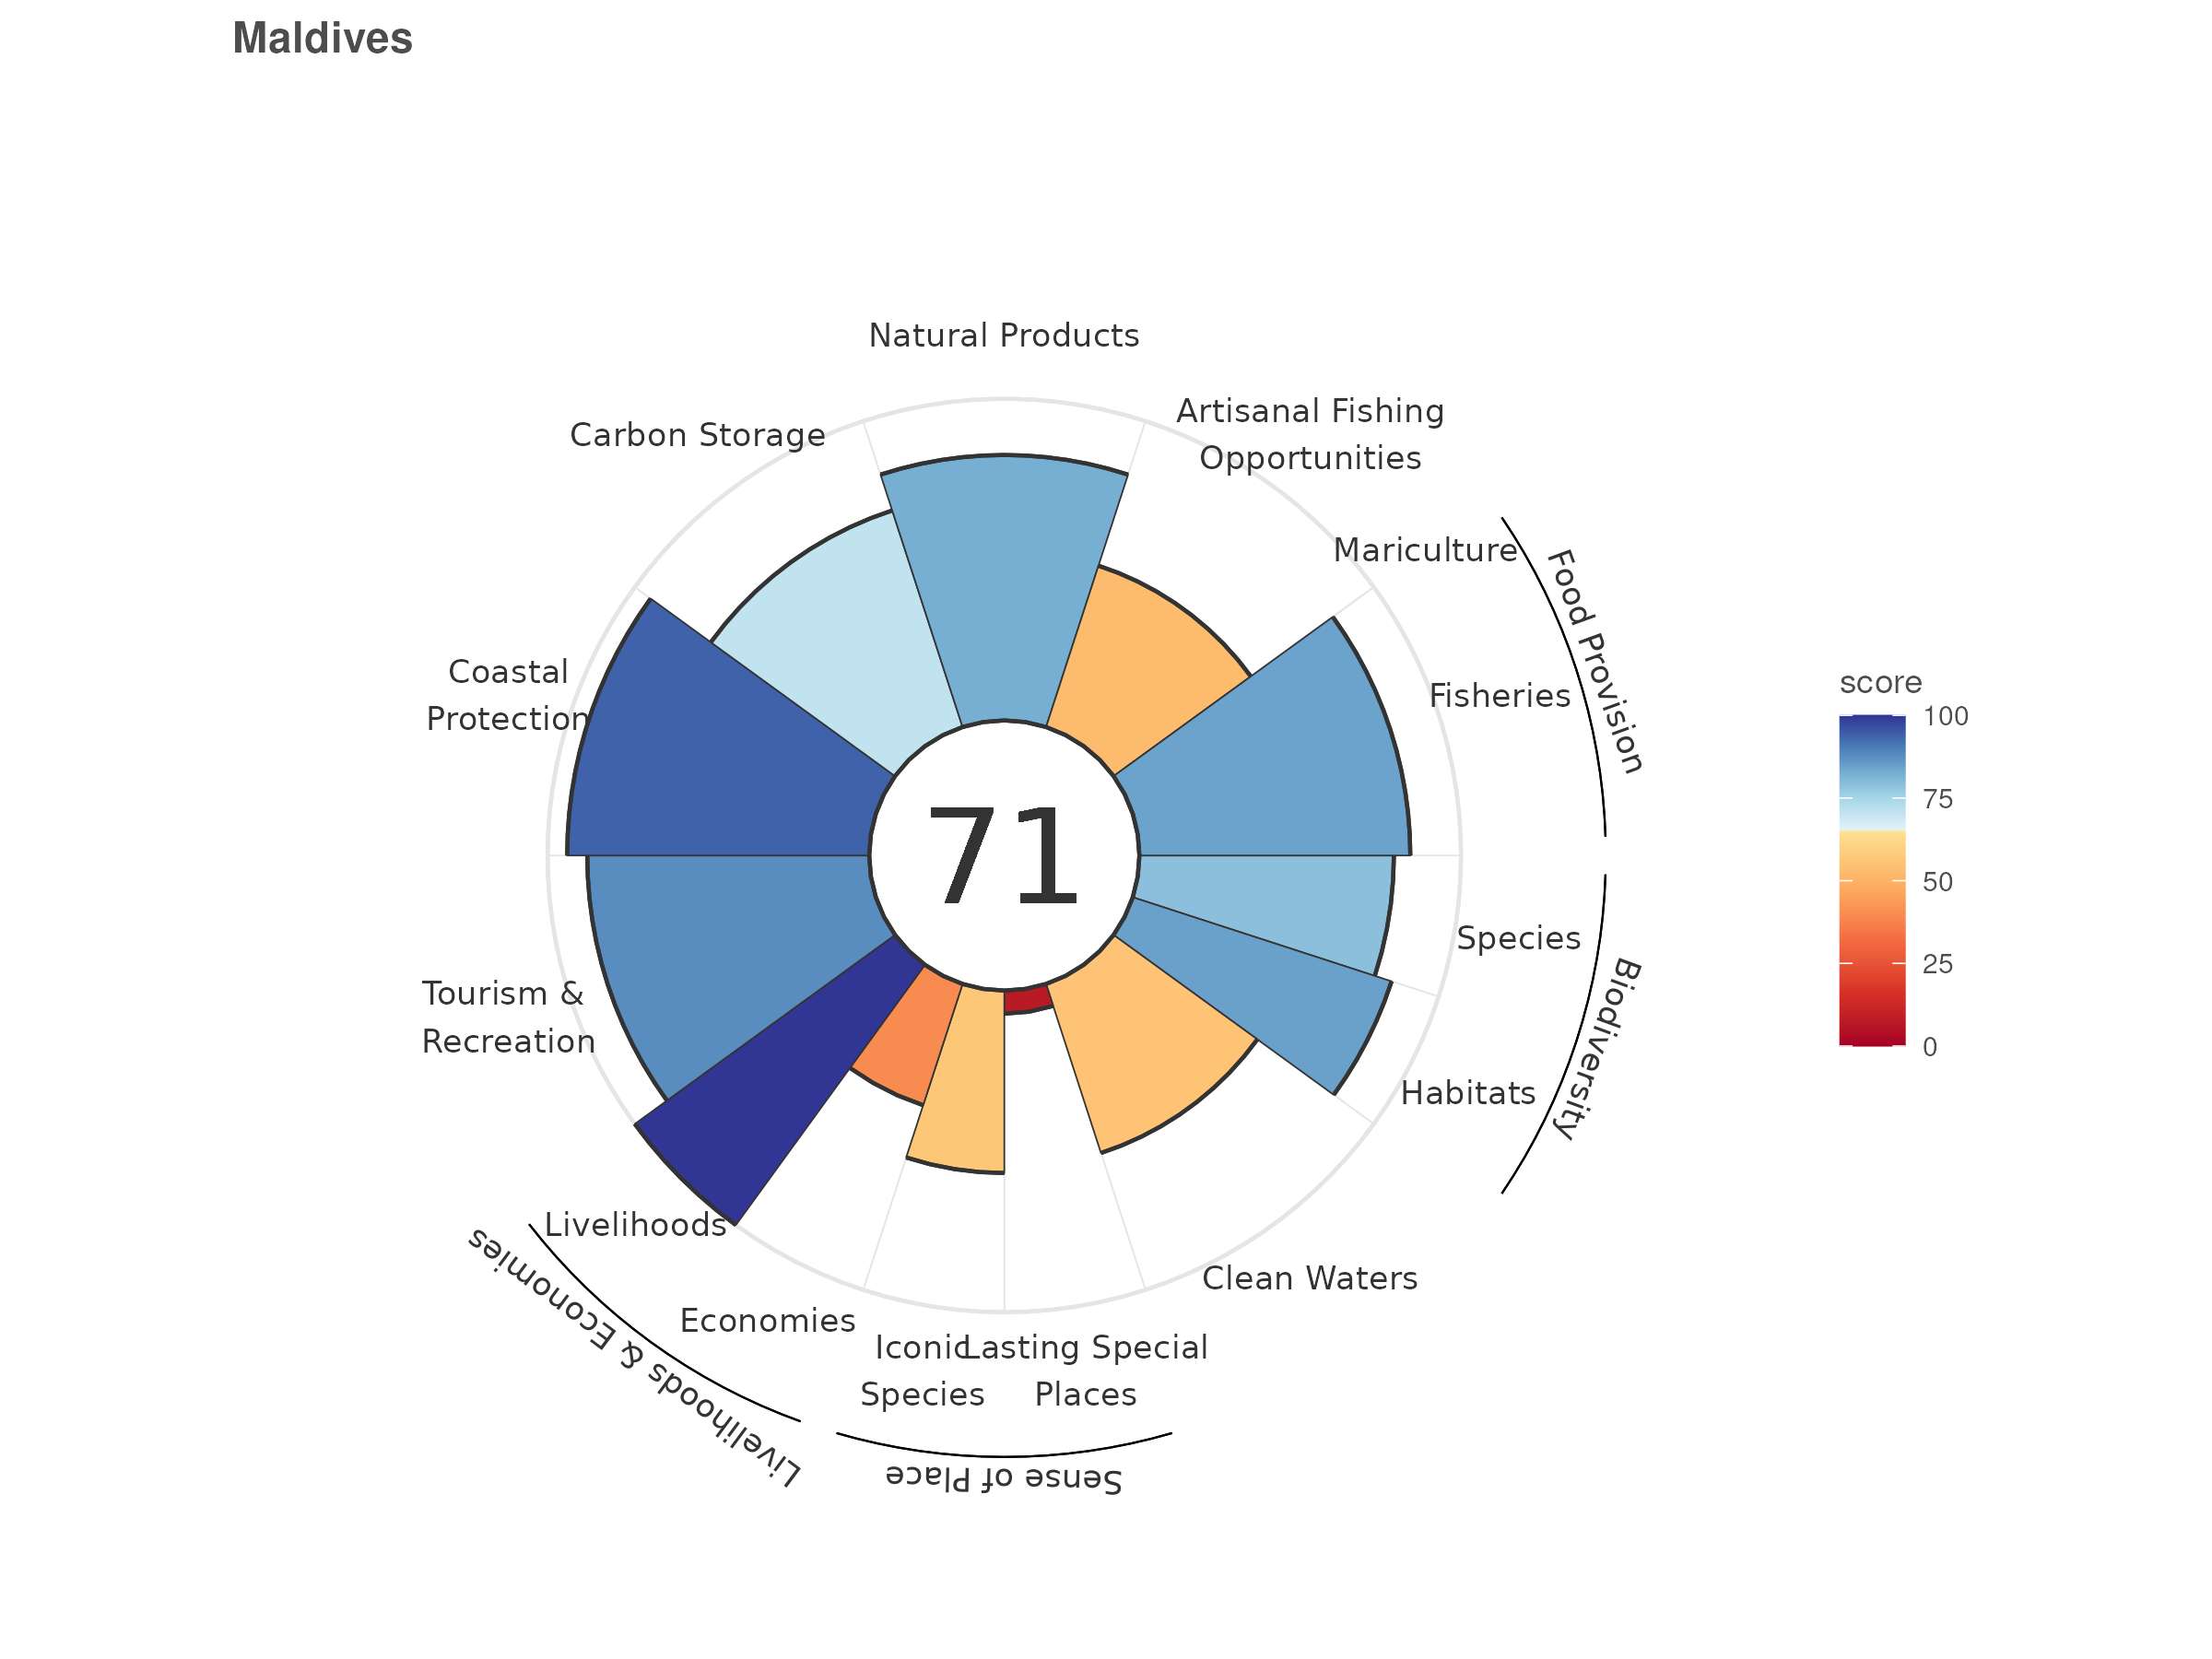 Maldives
Natural Products
Artisanal Fishing
Opportunities
Carbon Storage
Mariculture
Food Provision
Fisheries
Coastal
Protection
score
100
75
50
25
0
71
Species
Biodiversity
Habitats
Tourism &
Recreation
Livelihoods
Livelihoods & Economies
Clean Waters
Economies
Iconic
Species
Lasting Special
Places
Sense of Place